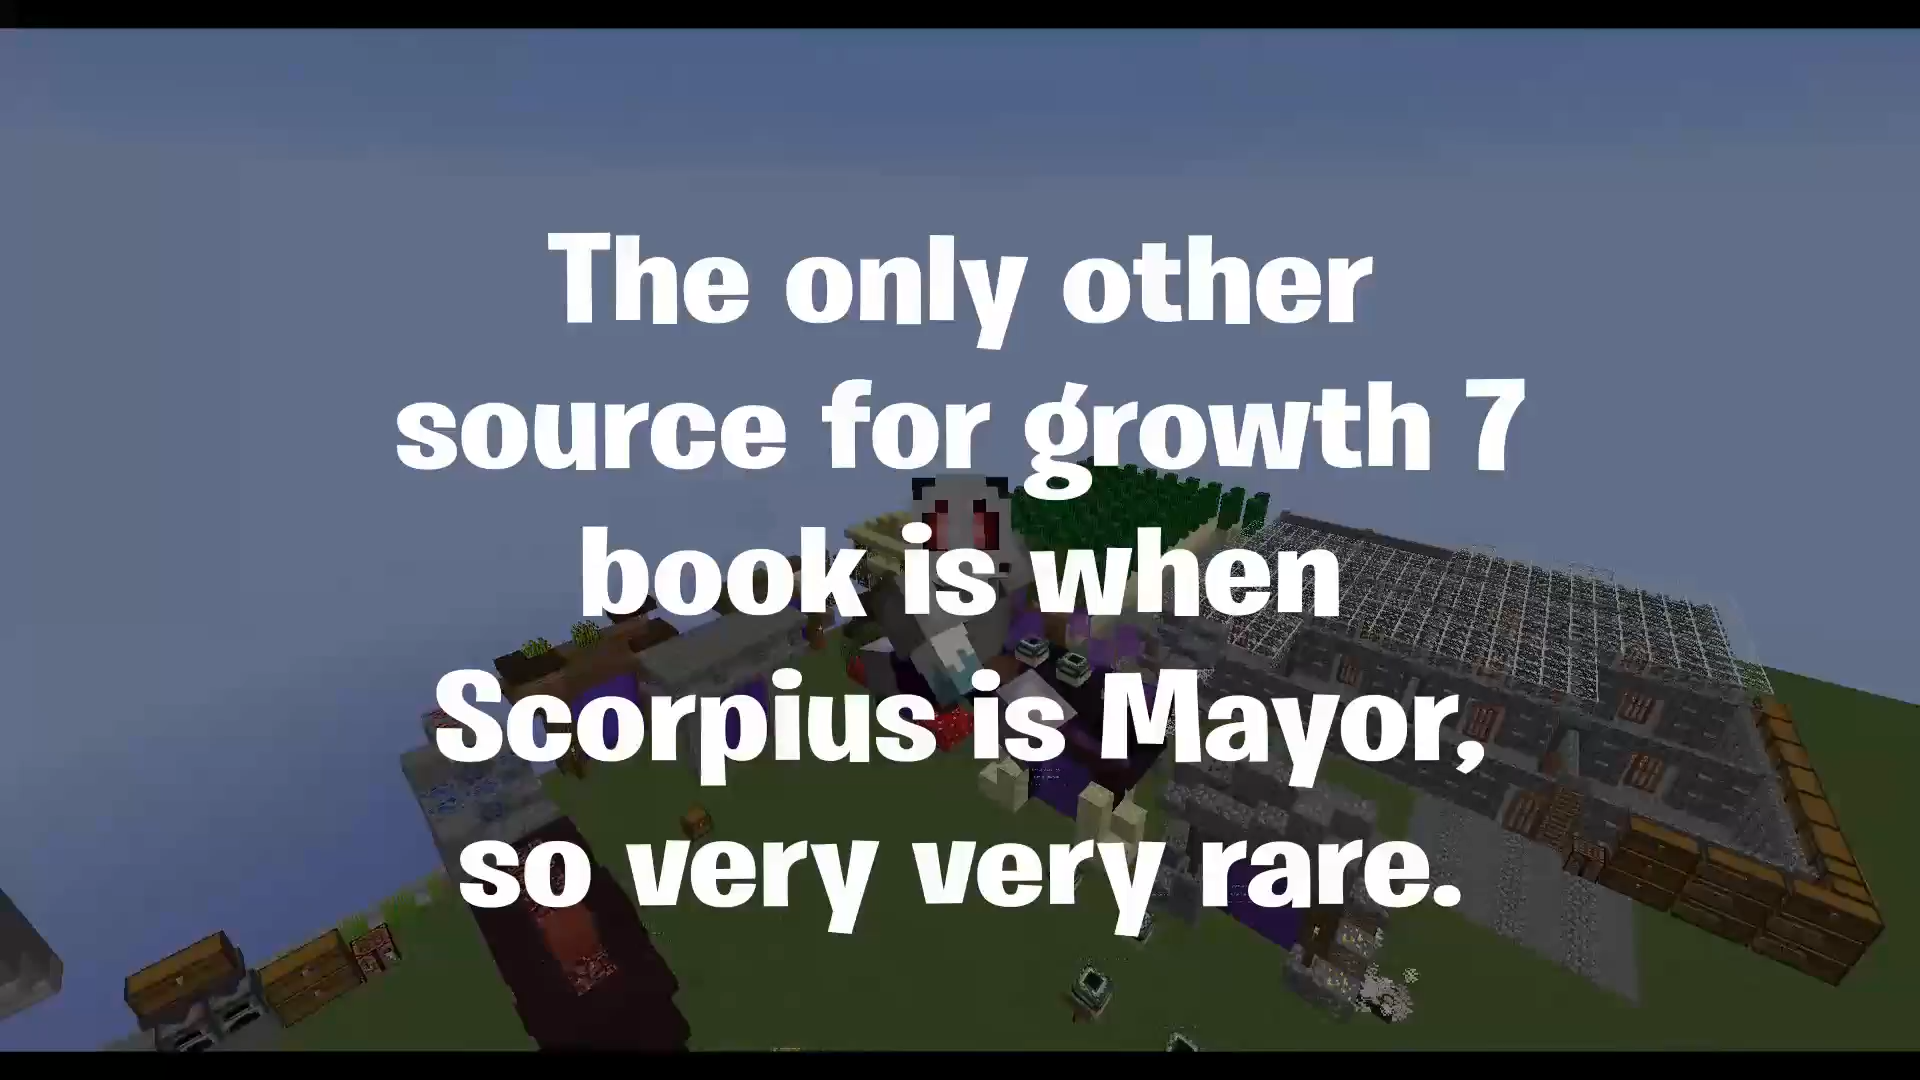 The only other
source for growth 7
book is when
Scorpius is Mayor,
so very very rare.